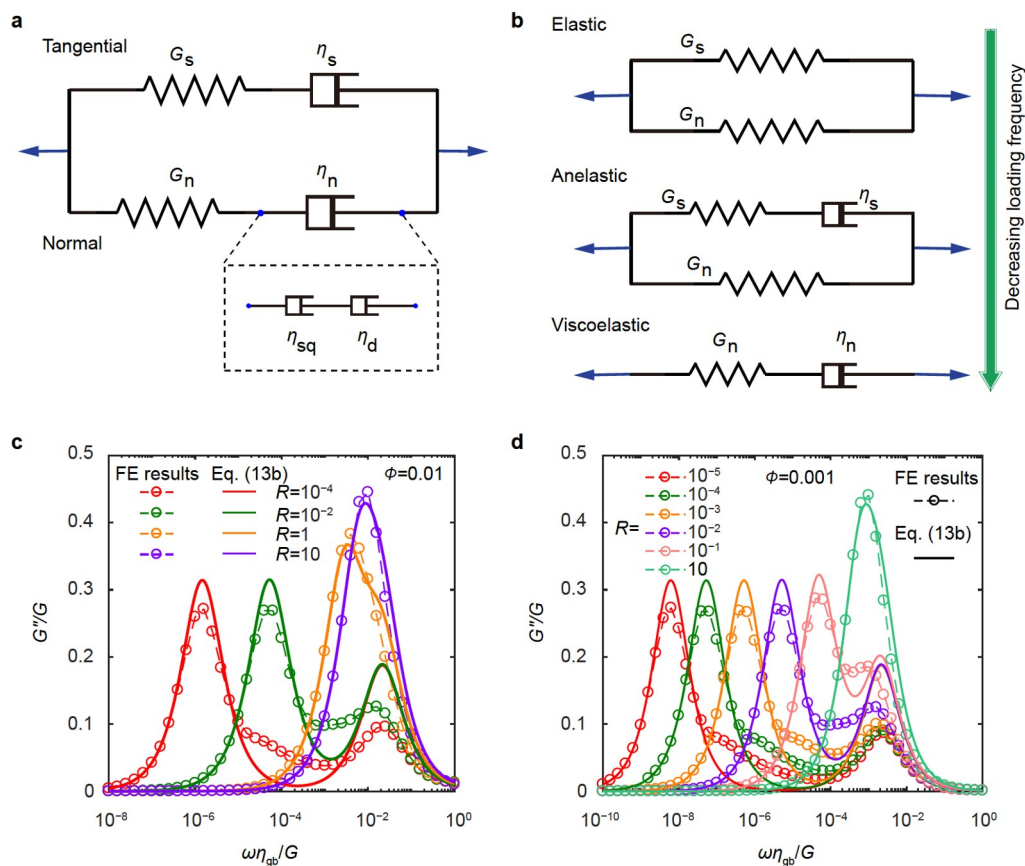 a
Tangential
Gs
ηs
Gn
ηn
Normal
ηsq
ηd
b
Elastic
Gs
Gn
Anelastic
Gs
ηs
Gn
Viscoelastic
Gn
ηn
Decreasing loading frequency
c
0.5
0.4
0.3
0.2
0.1
0
G''/G
FE results Eq. (13b) Φ=0.01
R=10⁻⁴
R=10⁻²
R=1
R=10
10⁻⁸ 10⁻⁶ 10⁻⁴ 10⁻² 10⁰
ωηgb/G
d
0.5
0.4
0.3
0.2
0.1
0
G''/G
R=
10⁻⁵
10⁻⁴
10⁻³
10⁻²
10⁻¹
10
Φ=0.001
FE results
Eq. (13b)
10⁻¹⁰ 10⁻⁸ 10⁻⁶ 10⁻⁴ 10⁻² 10⁰
ωηgb/G